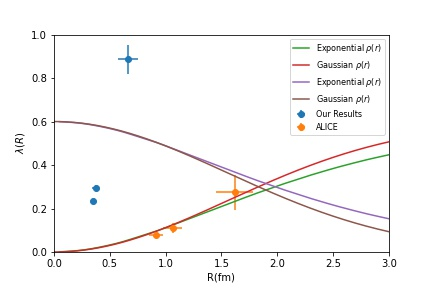 1.0
0.8
0.6
0.4
0.2
0.0
λ(R)
0.0 0.5 1.0 1.5 2.0 2.5 3.0
R(fm)
Exponential ρ(r)
Gaussian ρ(r)
Exponential ρ(r)
Gaussian ρ(r)
Our Results
ALICE